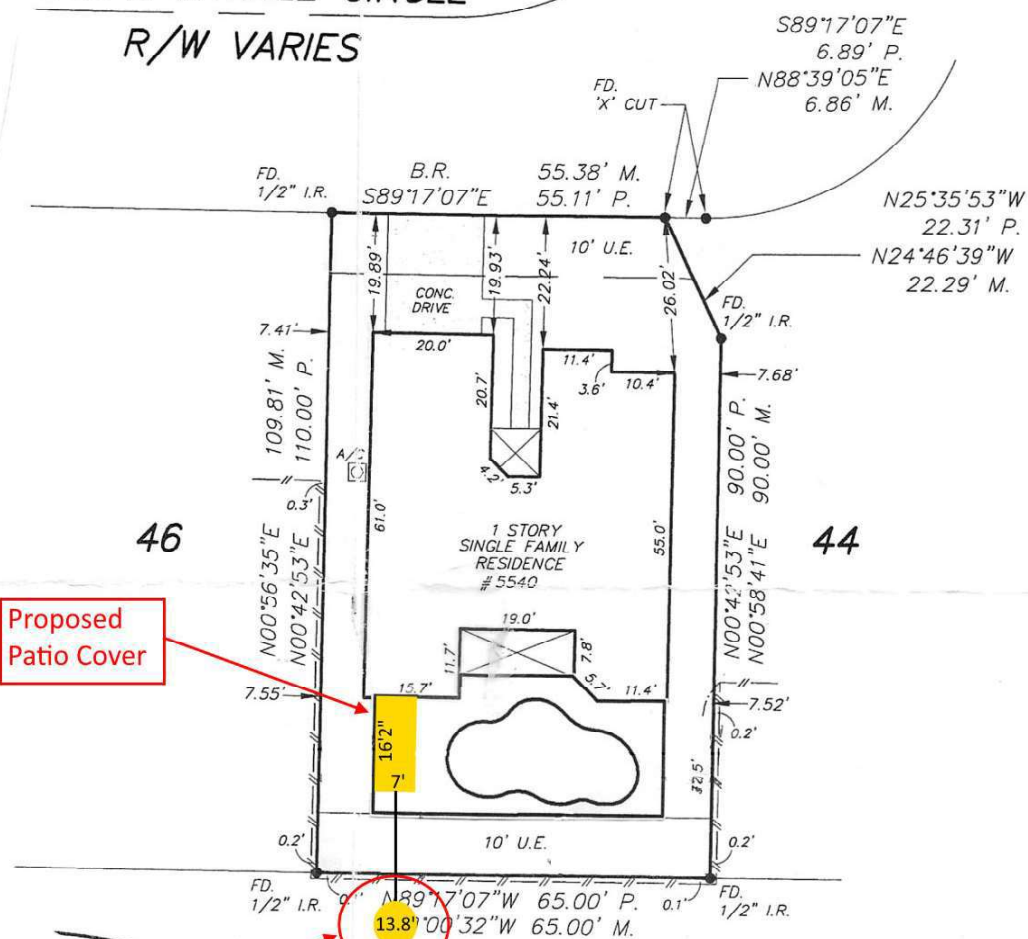 R/W VARIES
S89°17'07"E
6.89' P.
N88°39'05"E
6.86' M.
FD.
'X' CUT
FD.
1/2" I.R.
B.R.
S89°17'07"E
55.38' M.
55.11' P.
N25°35'53"W
22.31' P.
N24°46'39"W
22.29' M.
10' U.E.
19.89'
19.93'
22.24'
26.02'
CONC.
DRIVE
FD.
1/2" I.R.
7.41'
20.0'
11.4'
3.6'
10.4'
7.68'
109.81' M.
110.00' P.
20.7'
21.4'
90.00' P.
90.00' M.
A/C
4.2'
5.3'
0.3'
61.0'
55.0'
46
1 STORY
SINGLE FAMILY
RESIDENCE
# 5540
44
N00°56'35"E
N00°42'53"E
N00°42'53"E
N00°58'41"E
Proposed
Patio Cover
19.0'
11.7'
7.8'
5.7'
7.55'
15.7'
11.4'
7.52'
0.2'
16'2"
7'
32.5'
10' U.E.
0.2'
0.2'
FD.
1/2" I.R.
N89°17'07"W 65.00' P.
0.1'
FD.
1/2" I.R.
13.8'
00'32"W 65.00' M.